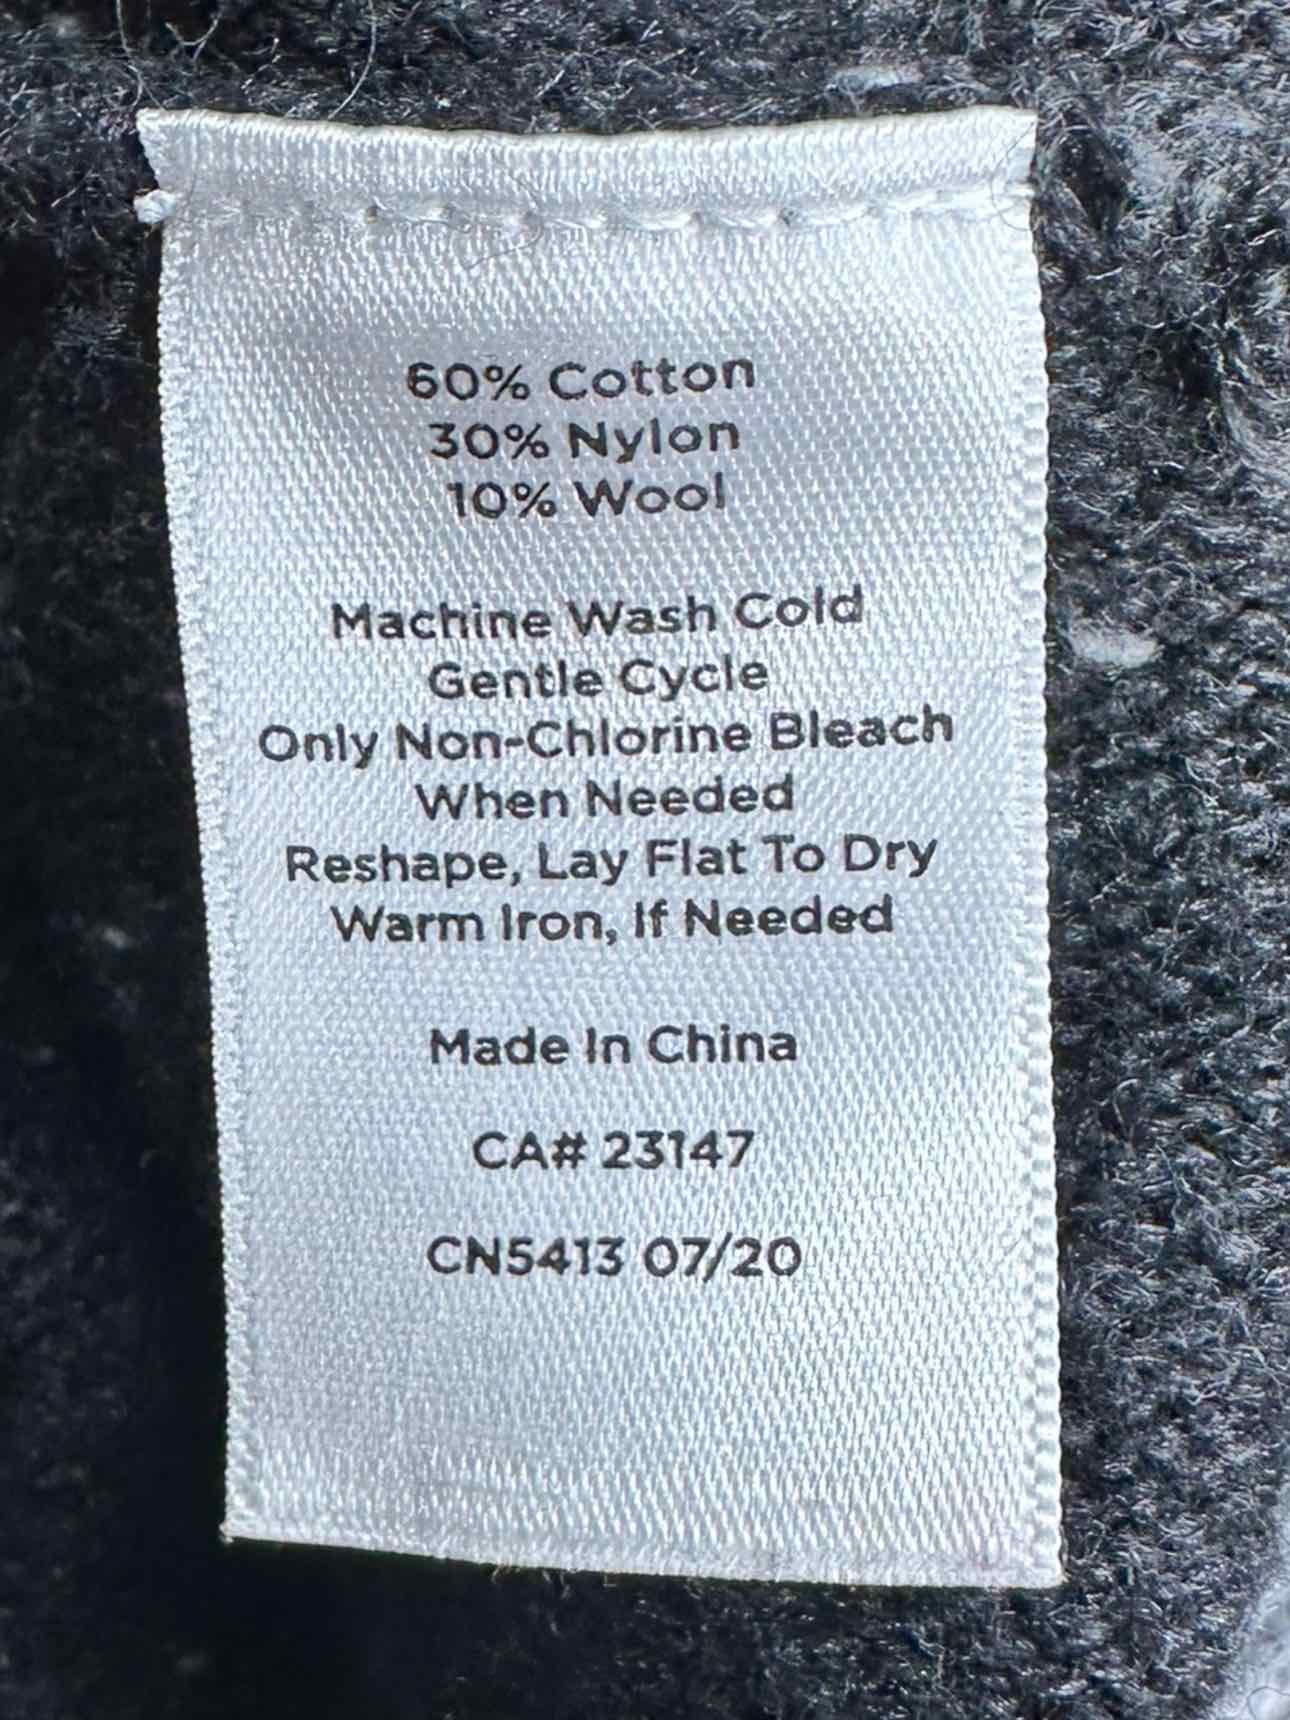 60% Cotton
30% Nylon
10% Wool
Machine Wash Cold
Gentle Cycle
Only Non-Chlorine Bleach
When Needed
Reshape, Lay Flat To Dry
Warm Iron, If Needed
Made In China
CA# 23147
CN5413 07/20